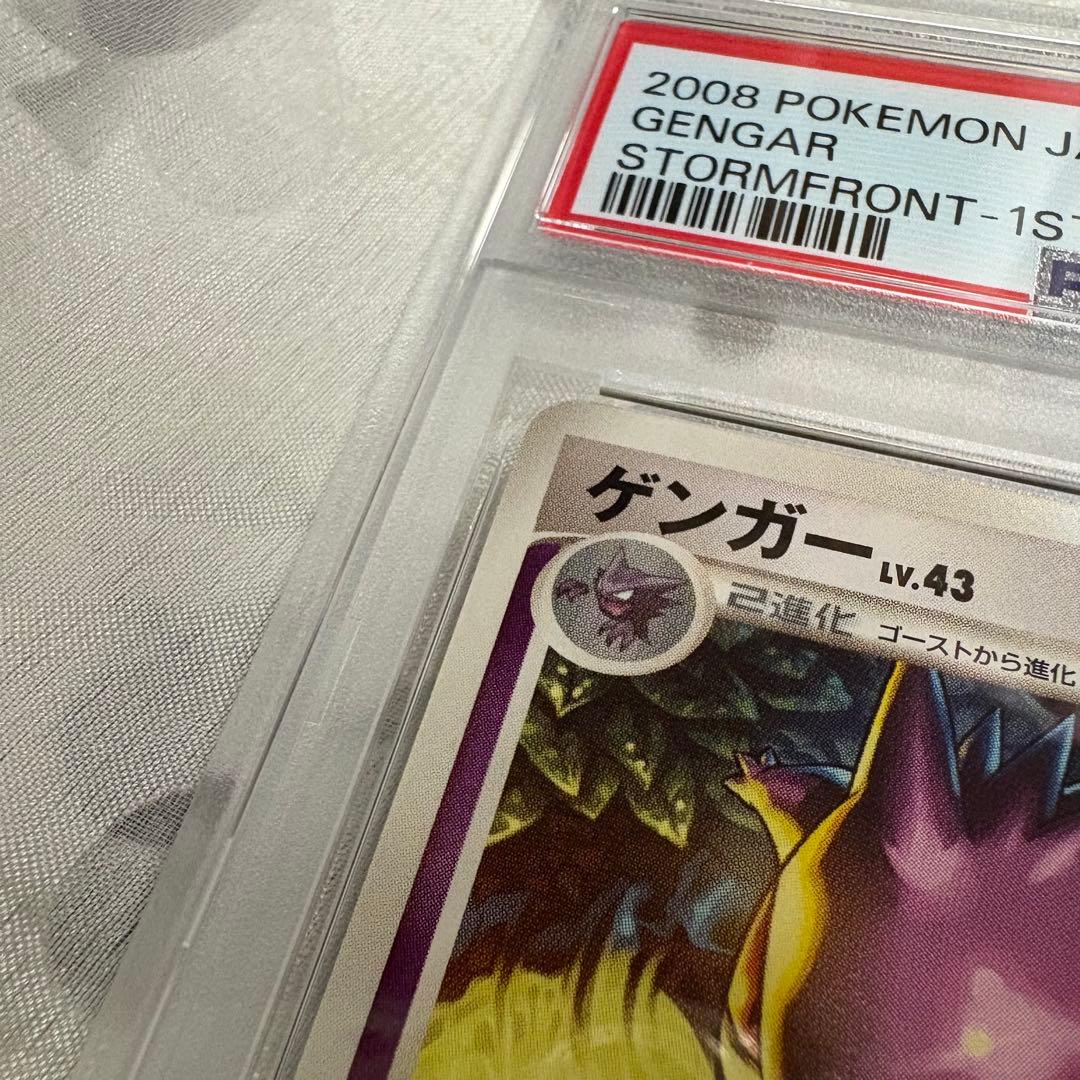 2008 POKEMON JA
GENGAR
STORMFRONT-1ST
P
ゲンガー LV.43
2進化 ゴーストから進化